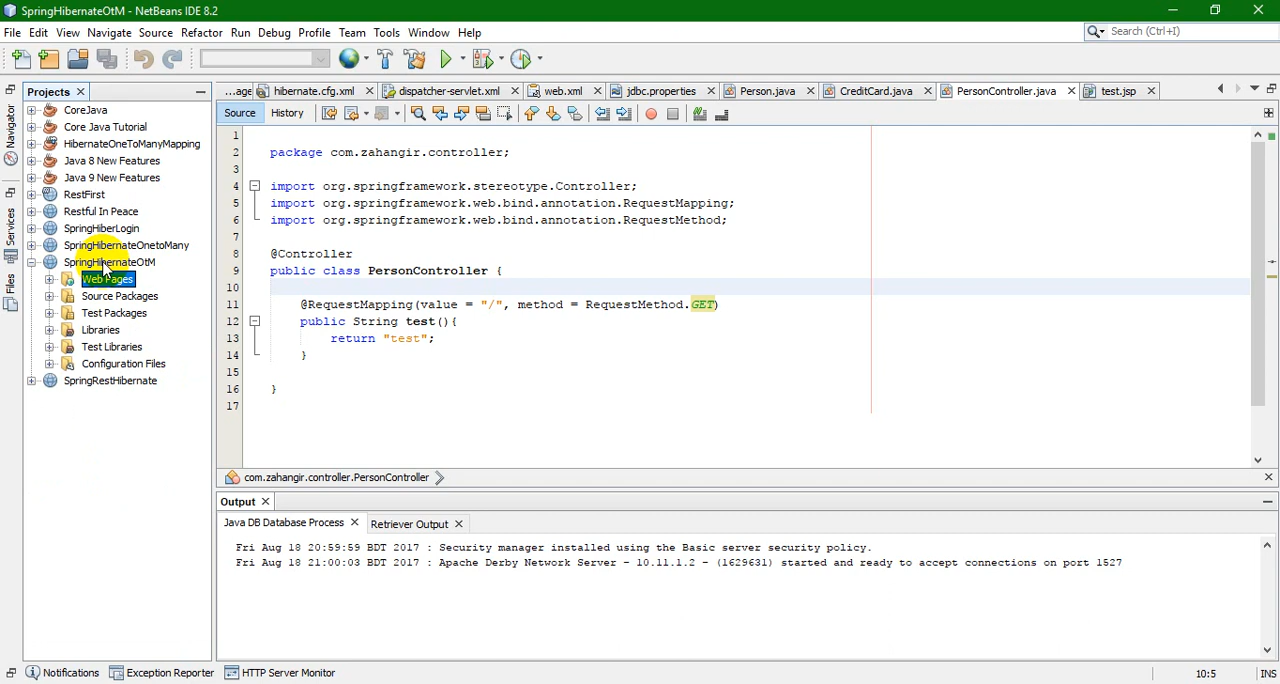 SpringHibernateOtM - NetBeans IDE 8.2
File Edit View Navigate Source Refactor Run Debug Profile Team Tools Window Help
Search (Ctrl+I)
Projects
...ge hibernate.cfg.xml dispatcher-servlet.xml web.xml jdbc.properties Person.java CreditCard.java PersonController.java test.jsp
Navigator
Services
Files
CoreJava
Core Java Tutorial
HibernateOneToManyMapping
Java 8 New Features
Java 9 New Features
RestFirst
Restful In Peace
SpringHiberLogin
SpringHibernateOnetoMany
SpringHibernateOtM
Web Pages
Source Packages
Test Packages
Libraries
Test Libraries
Configuration Files
SpringRestHibernate
Source History
1
2 package com.zahangir.controller;
3
4 import org.springframework.stereotype.Controller;
5 import org.springframework.web.bind.annotation.RequestMapping;
6 import org.springframework.web.bind.annotation.RequestMethod;
7
8 @Controller
9 public class PersonController {
10
11 @RequestMapping(value = "/", method = RequestMethod.GET)
12 public String test(){
13 return "test";
14 }
15
16 }
17
com.zahangir.controller.PersonController
Output
Java DB Database Process Retriever Output
Fri Aug 18 20:59:59 BDT 2017 : Security manager installed using the Basic server security policy.
Fri Aug 18 21:00:03 BDT 2017 : Apache Derby Network Server - 10.11.1.2 - (1629631) started and ready to accept connections on port 1527
Notifications Exception Reporter HTTP Server Monitor
10:5 INS